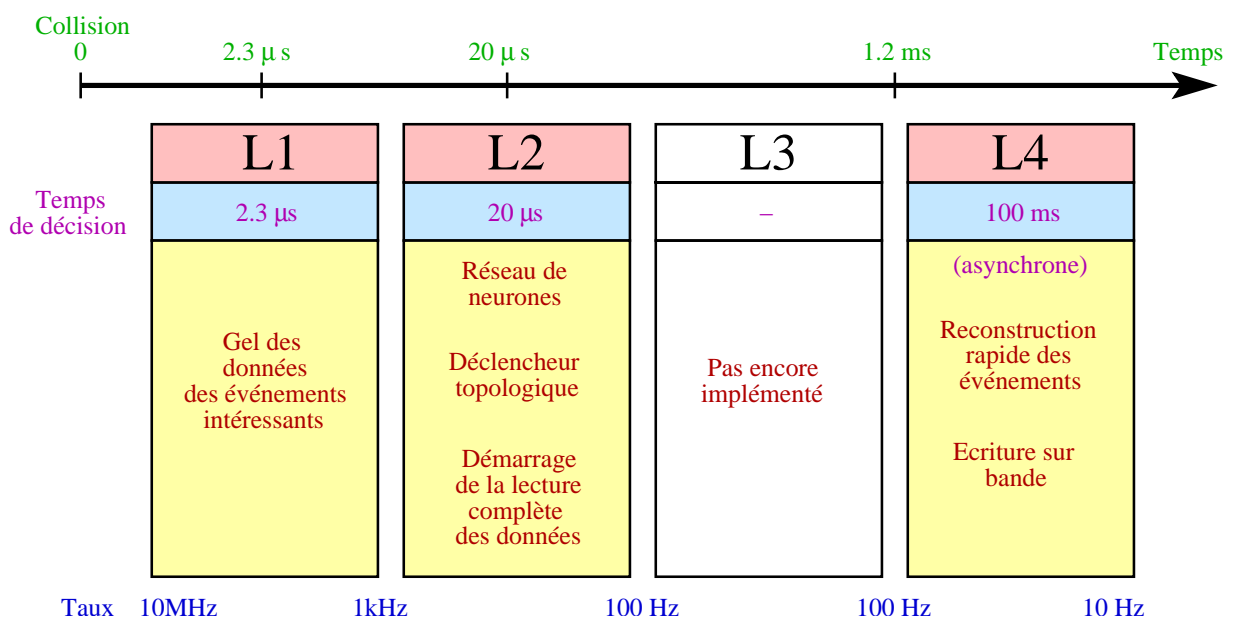 Collision
0
2.3 µ s
20 µ s
1.2 ms
Temps
L1
L2
L3
L4
Temps
de décision
2.3 µs
20 µs
–
100 ms
Gel des
données
des événements
intéressants
Réseau de
neurones
Déclencheur
topologique
Démarrage
de la lecture
complète
des données
Pas encore
implémenté
(asynchrone)
Reconstruction
rapide des
événements
Ecriture sur
bande
Taux 10MHz 1kHz 100 Hz 100 Hz 10 Hz